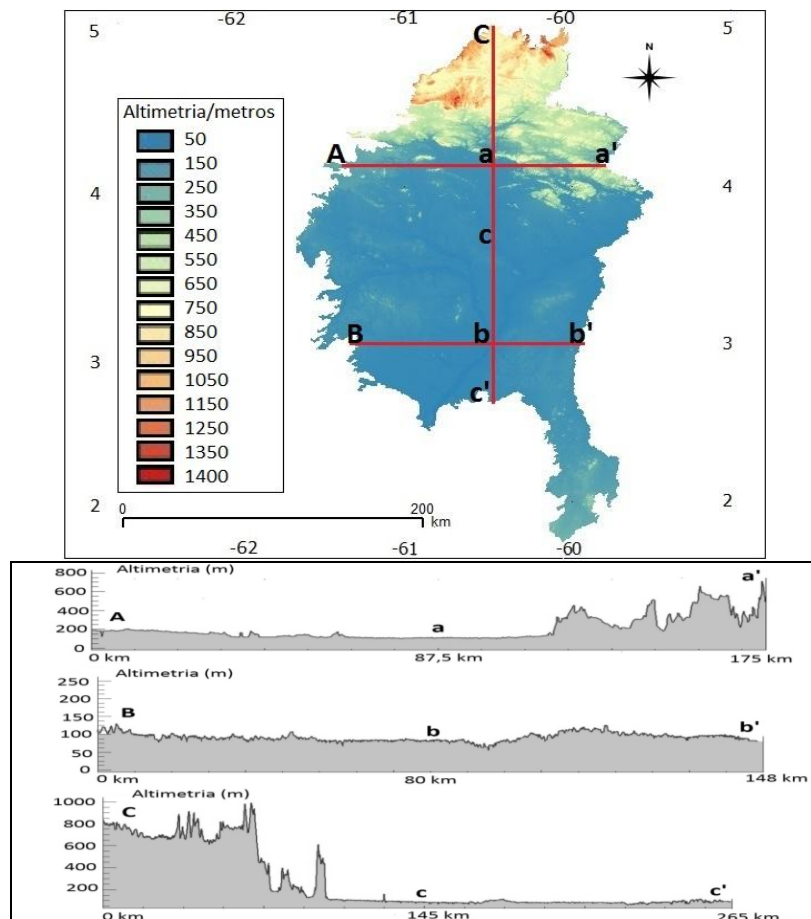 -62 -61 -60
5 C 5
N
Altimetria/metros
50
150
250
350
450
550
650
750
850
950
1050
1150
1250
1350
1400
A a a'
4 4
c
B b b'
3 3
c'
2 2
0 200
km
-62 -61 -60
Altimetria (m)
800
600
400
200
0
A a a'
0 km 87,5 km 175 km
Altimetria (m)
250
200
150
100
50
0
B b b'
0 km 80 km 148 km
Altimetria (m)
1000
800
600
400
200
0
C c c'
0 km 145 km 265 km